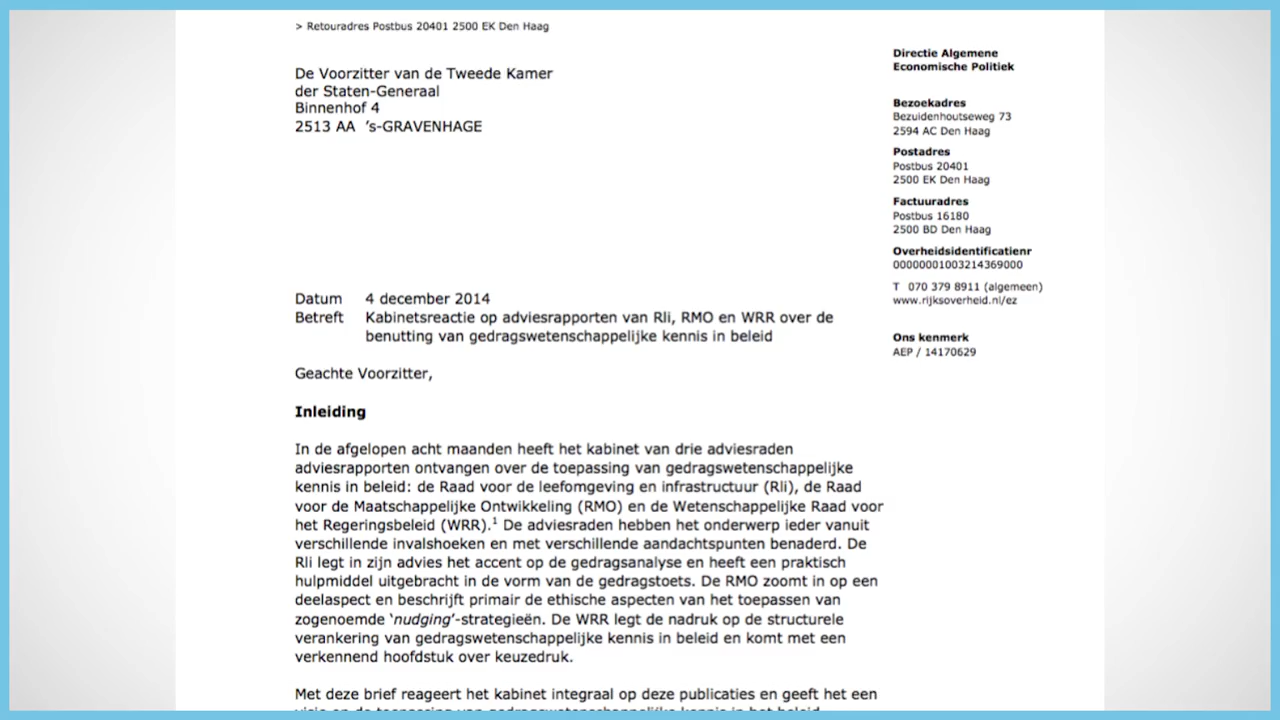 > Retouradres Postbus 20401 2500 EK Den Haag
De Voorzitter van de Tweede Kamer
der Staten-Generaal
Binnenhof 4
2513 AA 's-GRAVENHAGE
Directie Algemene
Economische Politiek
Bezoekadres
Bezuidenhoutseweg 73
2594 AC Den Haag
Postadres
Postbus 20401
2500 EK Den Haag
Factuuradres
Postbus 16180
2500 BD Den Haag
Overheidsidentificatienr
00000001003214369000
T 070 379 8911 (algemeen)
www.rijksoverheid.nl/ez
Ons kenmerk
AEP / 14170629
Datum 4 december 2014
Betreft Kabinetsreactie op adviesrapporten van Rli, RMO en WRR over de
benutting van gedragswetenschappelijke kennis in beleid
Geachte Voorzitter,
Inleiding
In de afgelopen acht maanden heeft het kabinet van drie adviesraden
adviesrapporten ontvangen over de toepassing van gedragswetenschappelijke
kennis in beleid: de Raad voor de leefomgeving en infrastructuur (Rli), de Raad
voor de Maatschappelijke Ontwikkeling (RMO) en de Wetenschappelijke Raad voor
het Regeringsbeleid (WRR).¹ De adviesraden hebben het onderwerp ieder vanuit
verschillende invalshoeken en met verschillende aandachtspunten benaderd. De
Rli legt in zijn advies het accent op de gedragsanalyse en heeft een praktisch
hulpmiddel uitgebracht in de vorm van de gedragstoets. De RMO zoomt in op een
deelaspect en beschrijft primair de ethische aspecten van het toepassen van
zogenoemde 'nudging'-strategieën. De WRR legt de nadruk op de structurele
verankering van gedragswetenschappelijke kennis in beleid en komt met een
verkennend hoofdstuk over keuzedruk.
Met deze brief reageert het kabinet integraal op deze publicaties en geeft het een
visie op de toepassing van gedragswetenschappelijke kennis in het beleid.